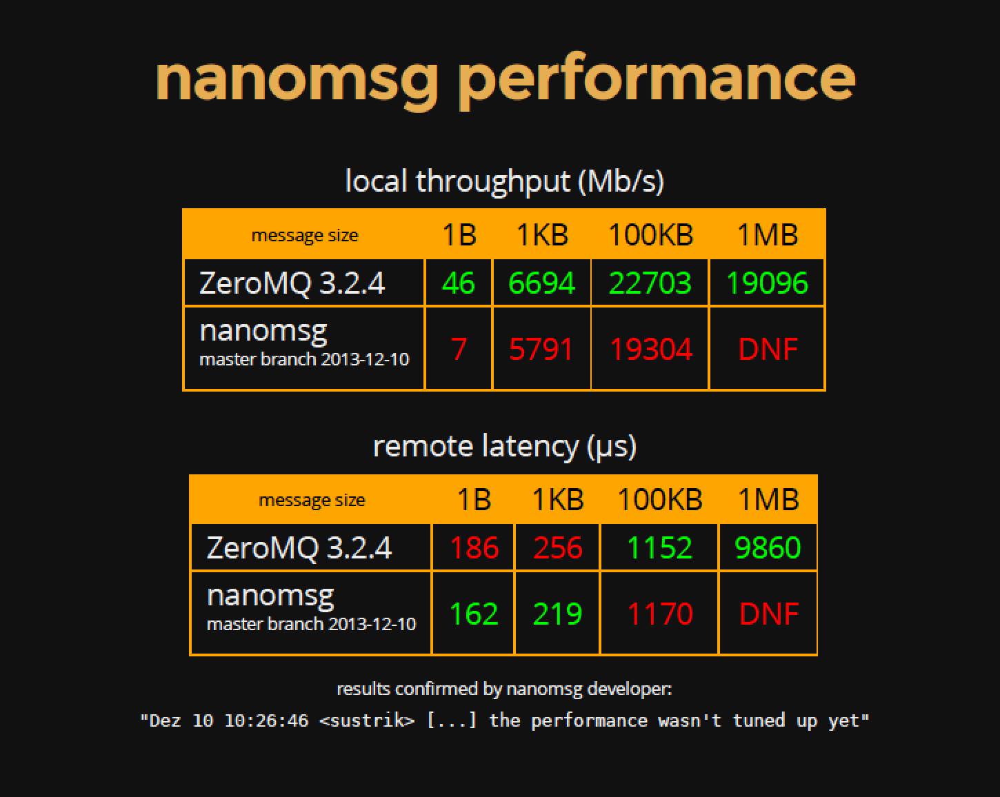 nanomsg performance
local throughput (Mb/s)
message size 1B 1KB 100KB 1MB
ZeroMQ 3.2.4 46 6694 22703 19096
nanomsg
master branch 2013-12-10 7 5791 19304 DNF
remote latency (µs)
message size 1B 1KB 100KB 1MB
ZeroMQ 3.2.4 186 256 1152 9860
nanomsg
master branch 2013-12-10 162 219 1170 DNF
results confirmed by nanomsg developer:
"Dez 10 10:26:46 <sustrik> [...] the performance wasn't tuned up yet"